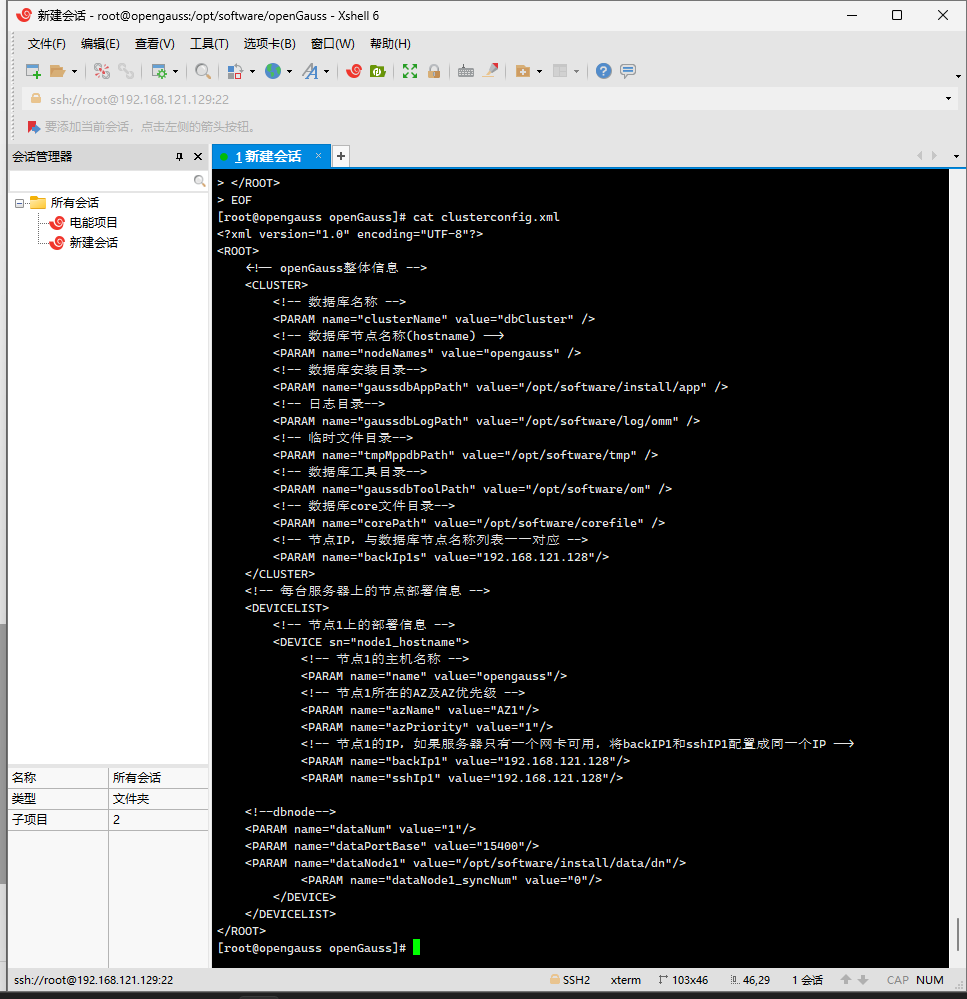 新建会话 - root@opengauss:/opt/software/openGauss - Xshell 6
文件(F) 编辑(E) 查看(V) 工具(T) 选项卡(B) 窗口(W) 帮助(H)
ssh://root@192.168.121.129:22
要添加当前会话，点击左侧的箭头按钮。
会话管理器
1 新建会话
所有会话
电能项目
新建会话
名称 所有会话
类型 文件夹
子项目 2
> </ROOT>
> EOF
[root@opengauss openGauss]# cat clusterconfig.xml
<?xml version="1.0" encoding="UTF-8"?>
<ROOT>
<!-- openGauss整体信息 -->
<CLUSTER>
<!-- 数据库名称 -->
<PARAM name="clusterName" value="dbCluster" />
<!-- 数据库节点名称(hostname) -->
<PARAM name="nodeNames" value="opengauss" />
<!-- 数据库安装目录-->
<PARAM name="gaussdbAppPath" value="/opt/software/install/app" />
<!-- 日志目录-->
<PARAM name="gaussdbLogPath" value="/opt/software/log/omm" />
<!-- 临时文件目录-->
<PARAM name="tmpMppdbPath" value="/opt/software/tmp" />
<!-- 数据库工具目录-->
<PARAM name="gaussdbToolPath" value="/opt/software/om" />
<!-- 数据库core文件目录-->
<PARAM name="corePath" value="/opt/software/corefile" />
<!-- 节点IP，与数据库节点名称列表一一对应 -->
<PARAM name="backIp1s" value="192.168.121.128"/>
</CLUSTER>
<!-- 每台服务器上的节点部署信息 -->
<DEVICELIST>
<!-- 节点1上的部署信息 -->
<DEVICE sn="node1_hostname">
<!-- 节点1的主机名称 -->
<PARAM name="name" value="opengauss"/>
<!-- 节点1所在的AZ及AZ优先级 -->
<PARAM name="azName" value="AZ1"/>
<PARAM name="azPriority" value="1"/>
<!-- 节点1的IP，如果服务器只有一个网卡可用，将backIP1和sshIP1配置成同一个IP -->
<PARAM name="backIp1" value="192.168.121.128"/>
<PARAM name="sshIp1" value="192.168.121.128"/>
<!--dbnode-->
<PARAM name="dataNum" value="1"/>
<PARAM name="dataPortBase" value="15400"/>
<PARAM name="dataNode1" value="/opt/software/install/data/dn"/>
<PARAM name="dataNode1_syncNum" value="0"/>
</DEVICE>
</DEVICELIST>
</ROOT>
[root@opengauss openGauss]#
ssh://root@192.168.121.129:22 SSH2 xterm 103x46 46,29 1 会话 CAP NUM